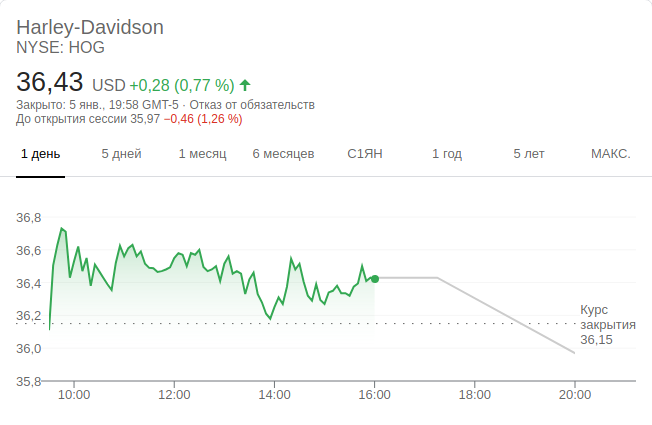 Harley-Davidson
NYSE: HOG
36,43 USD +0,28 (0,77 %)
Закрыто: 5 янв., 19:58 GMT-5 · Отказ от обязательств
До открытия сессии 35,97 −0,46 (1,26 %)
1 день 5 дней 1 месяц 6 месяцев С1ЯН 1 год 5 лет МАКС.
36,8
36,6
36,4
36,2
36,0
35,8
Курс
закрытия
36,15
10:00 12:00 14:00 16:00 18:00 20:00